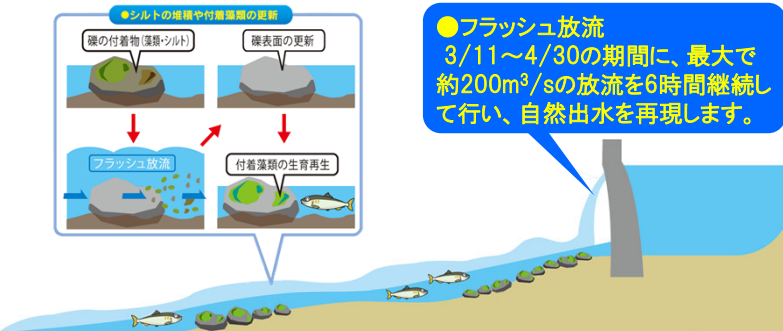 ●シルトの堆積や付着藻類の更新
礫の付着物(藻類・シルト)
礫表面の更新
フラッシュ放流
付着藻類の生育再生
●フラッシュ放流
3/11～4/30の期間に、最大で
約200m³/sの放流を6時間継続し
て行い、自然出水を再現します。